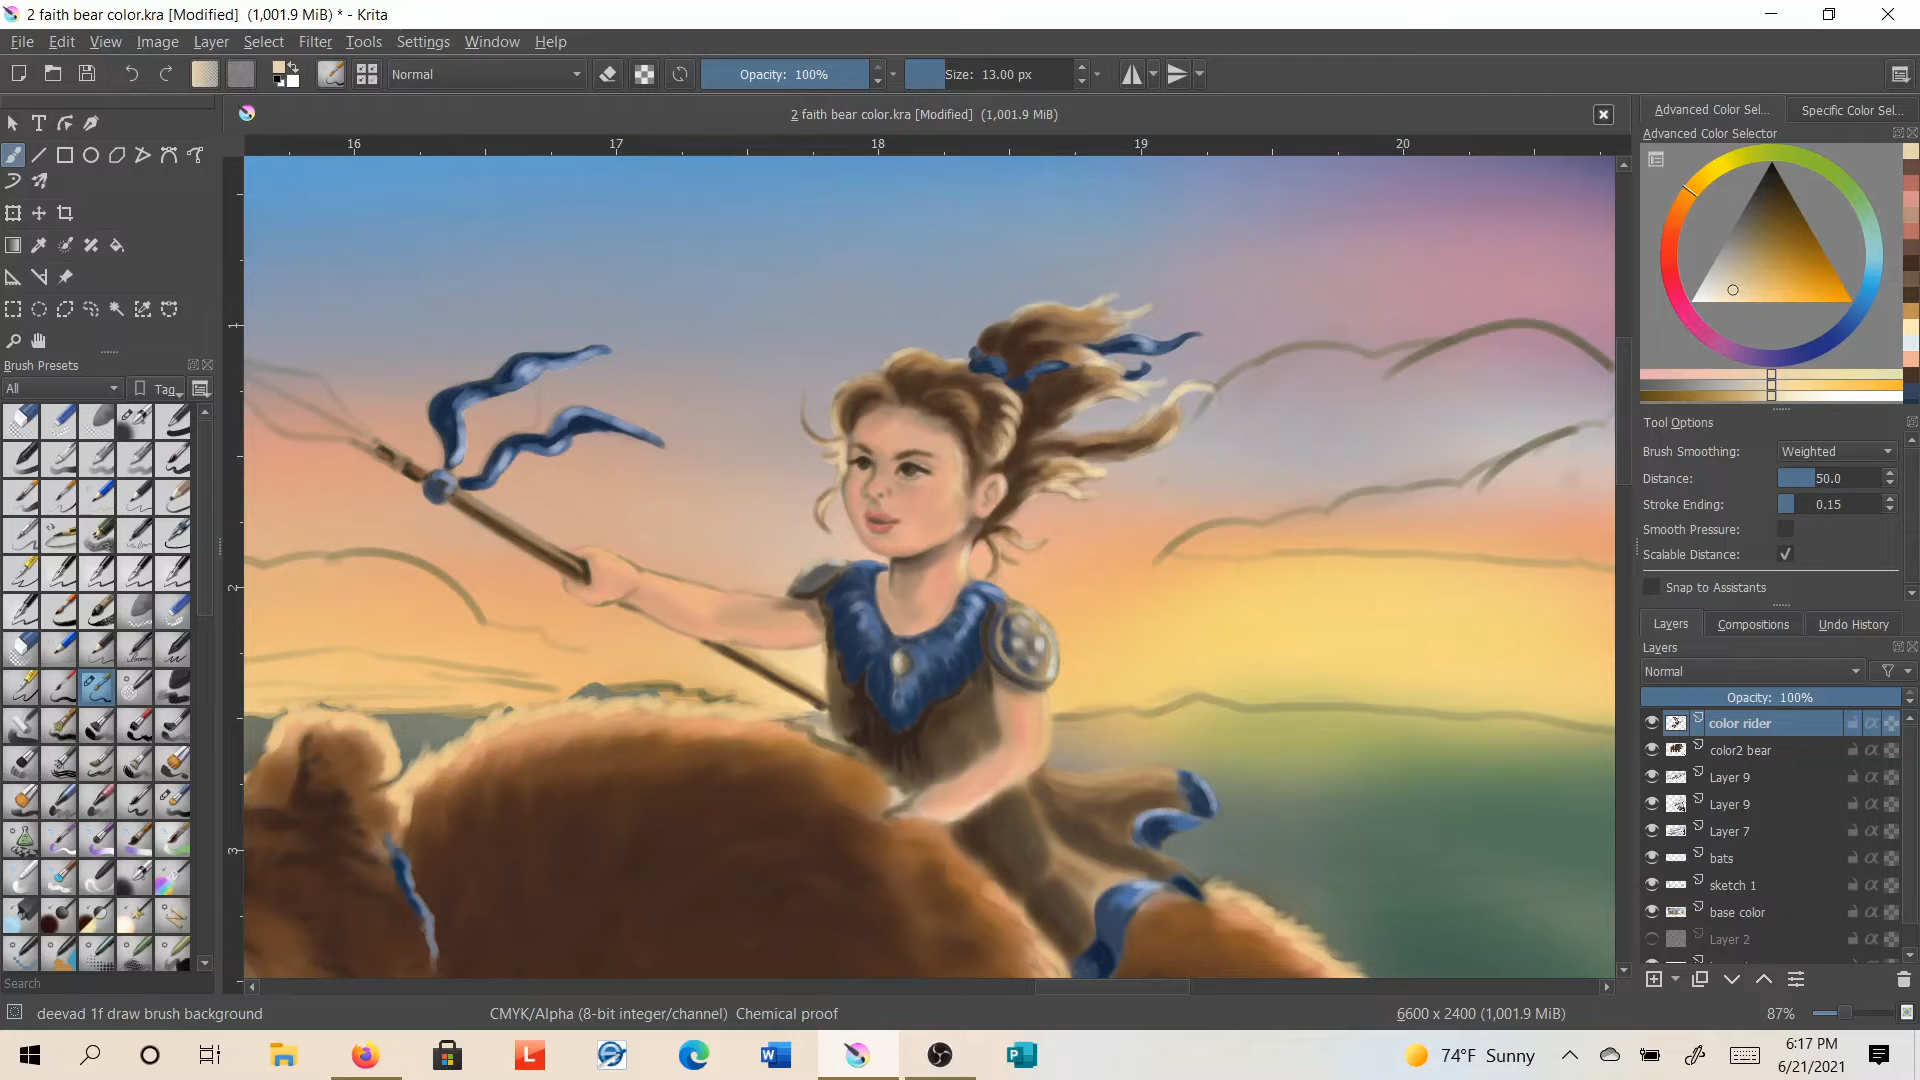 2 faith bear color.kra [Modified]  (1,001.9 MiB) * - Krita
File Edit View Image Layer Select Filter Tools Settings Window Help
Normal Opacity: 100% Size: 13.00 px
2 faith bear color.kra [Modified]  (1,001.9 MiB)
Advanced Color Sel... Specific Color Sel...
Advanced Color Selector
16 17 18 19 20
1
2
3
Brush Presets
All Tag
Search
Tool Options
Brush Smoothing: Weighted
Distance: 50.0
Stroke Ending: 0.15
Smooth Pressure:
Scalable Distance:
Snap to Assistants
Layers Compositions Undo History
Layers
Normal
Opacity: 100%
color rider
color2 bear
Layer 9
Layer 9
Layer 7
bats
sketch 1
base color
Layer 2
deevad 1f draw brush background CMYK/Alpha (8-bit integer/channel)  Chemical proof 6600 x 2400 (1,001.9 MiB) 87%
74°F Sunny
6:17 PM
6/21/2021